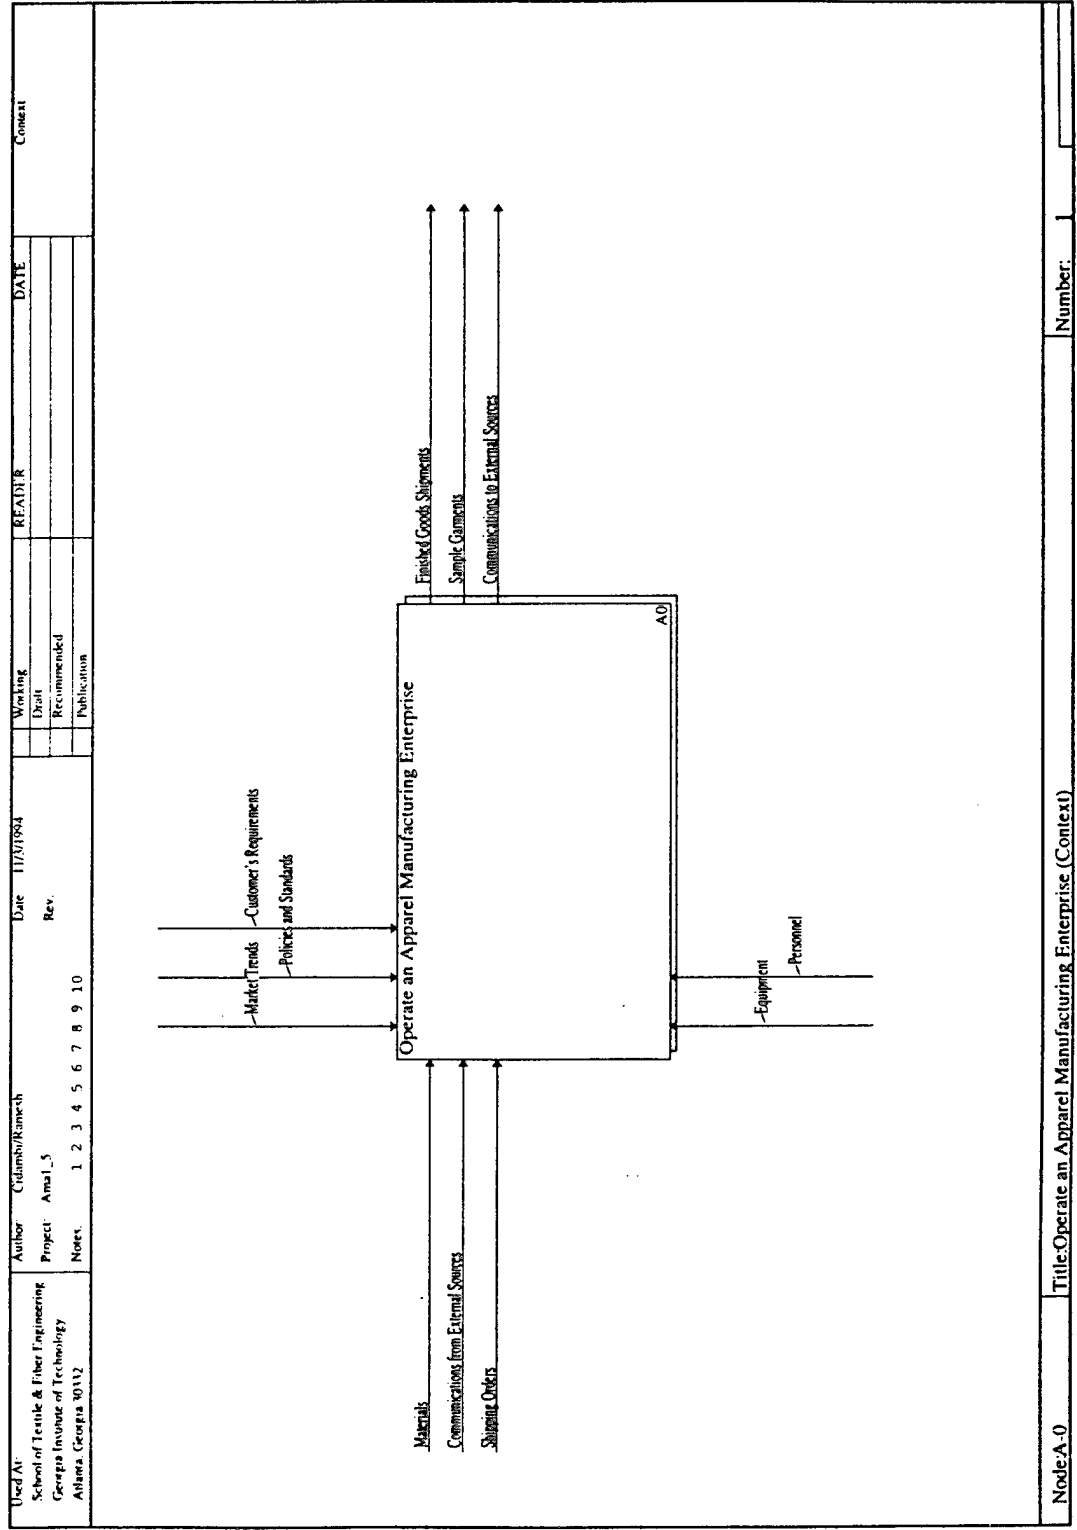 Used At:
School of Textile & Fiber Engineering
Georgia Institute of Technology
Atlanta, Georgia 30332
Author: Cidambi/Ramesh
Project: Ama1_5
Notes: 1 2 3 4 5 6 7 8 9 10
Date 11/3/1994
Rev.
Working
Draft
Recommended
Publication
READER
DATE
Context
Market Trends
Policies and Standards
Customer's Requirements
Materials
Communications from External Sources
Shipping Orders
Operate an Apparel Manufacturing Enterprise
A0
Finished Goods Shipments
Sample Garments
Communications to External Sources
Equipment
Personnel
Node:A-0
Title:Operate an Apparel Manufacturing Enterprise (Context)
Number: 1